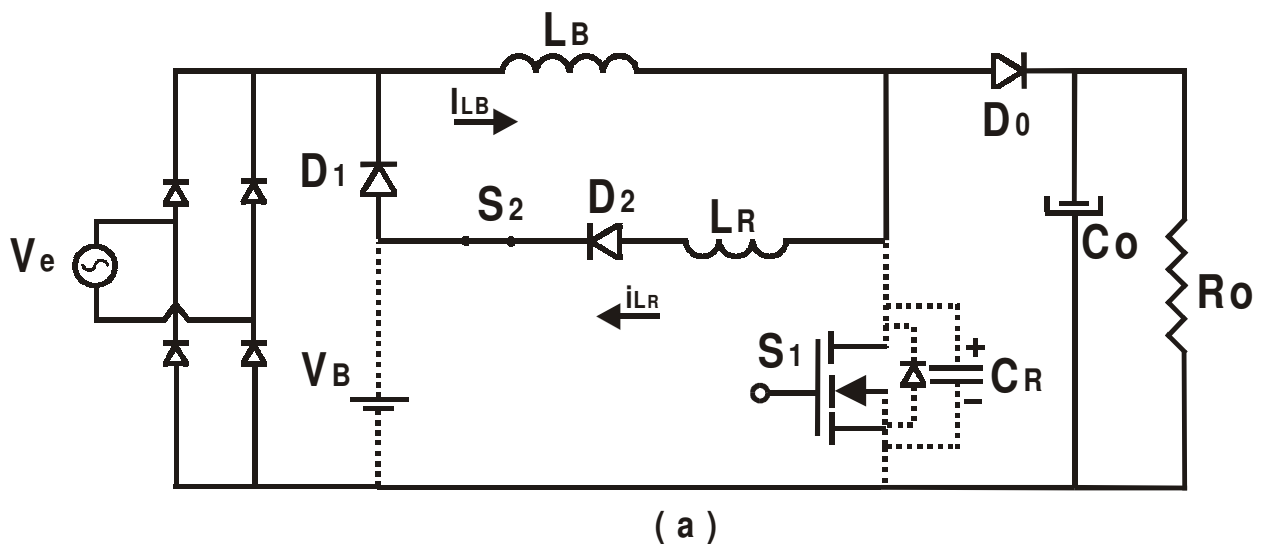 LB
ILB
D0
D1
S2
D2
LR
Ve
Co
Ro
iLR
VB
S1
+
CR
−
( a )